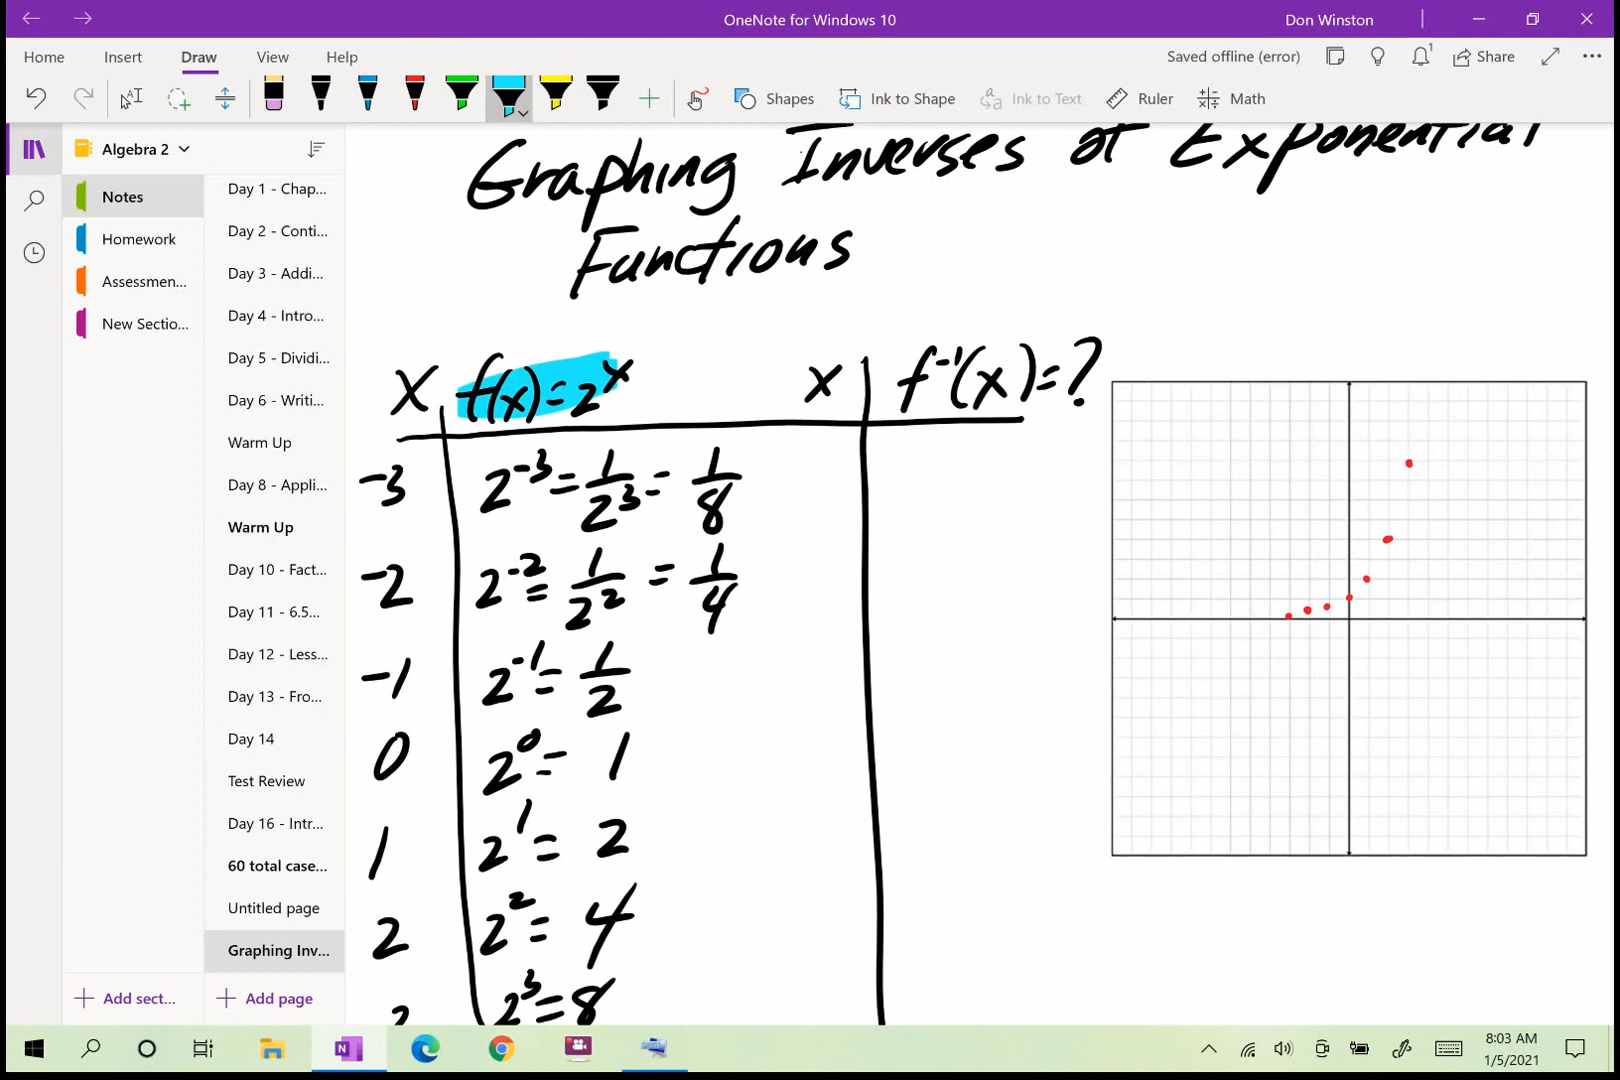 OneNote for Windows 10
Don Winston
Home Insert Draw View Help
Saved offline (error)
1
Share
Shapes
Ink to Shape
Ink to Text
Ruler
Math
Algebra 2
Notes
Homework
Assessmen...
New Sectio...
Day 1 - Chap...
Day 2 - Conti...
Day 3 - Addi...
Day 4 - Intro...
Day 5 - Dividi...
Day 6 - Writi...
Warm Up
Day 8 - Appli...
Warm Up
Day 10 - Fact...
Day 11 - 6.5...
Day 12 - Less...
Day 13 - Fro...
Day 14
Test Review
Day 16 - Intr...
60 total case...
Untitled page
Graphing Inv...
Add sect...
Add page
Graphing Inverses of Exponential
Functions
x f(x)=2^x
-3 2^-3 = 1/2^3 = 1/8
-2 2^-2 = 1/2^2 = 1/4
-1 2^-1 = 1/2
0 2^0 = 1
1 2^1 = 2
2 2^2 = 4
2^3 = 8
x f^-1(x)=?
8:03 AM
1/5/2021